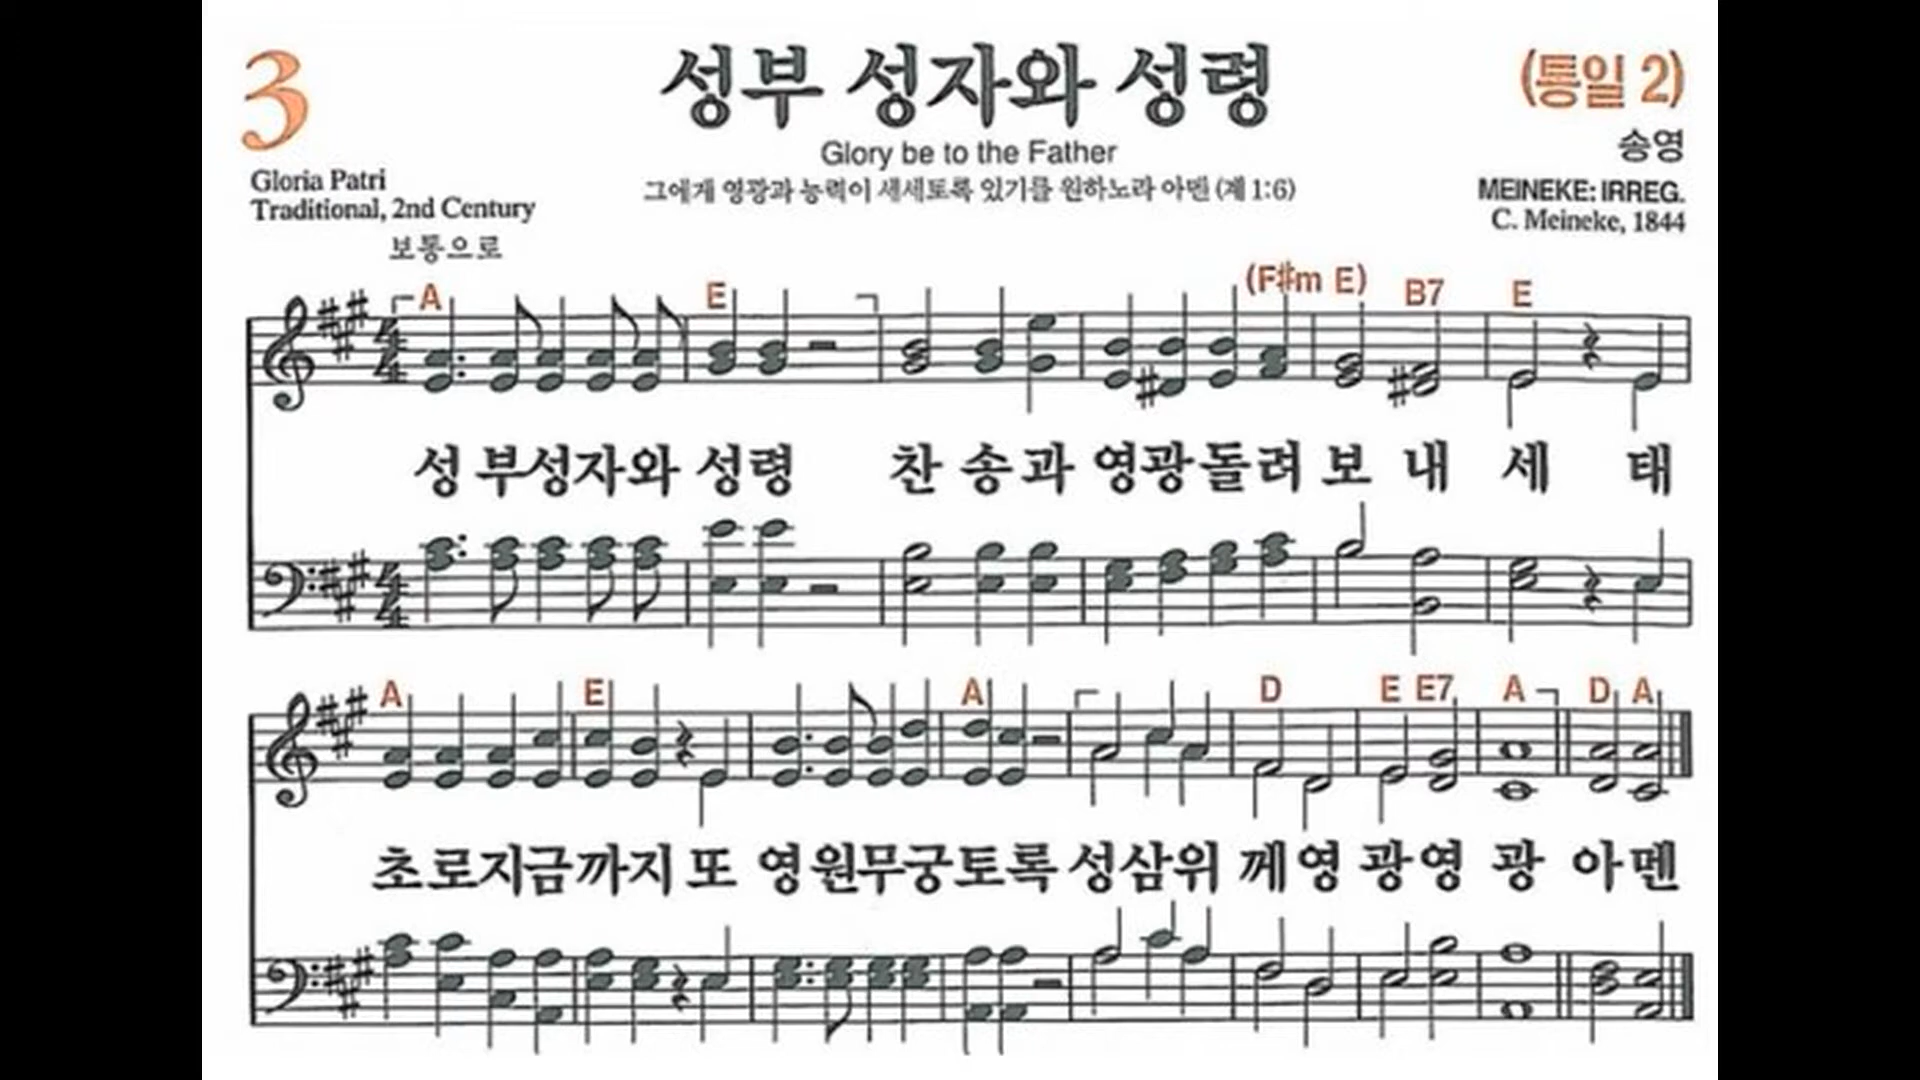 3
성부 성자와 성령
(통일 2)
Glory be to the Father
송영
Gloria Patri
그에게 영광과 능력이 세세토록 있기를 원하노라 아멘 (계 1:6)
MEINEKE: IRREG.
Traditional, 2nd Century
C. Meineke, 1844
보통으로
A E (F#m E) B7 E
4 4
성 부성자와 성령 찬 송과 영광돌려 보 내 세 태
4 4
A E A D E E7 A D A
초로지금까지 또 영원무궁토록 성삼위 께영 광영 광 아멘